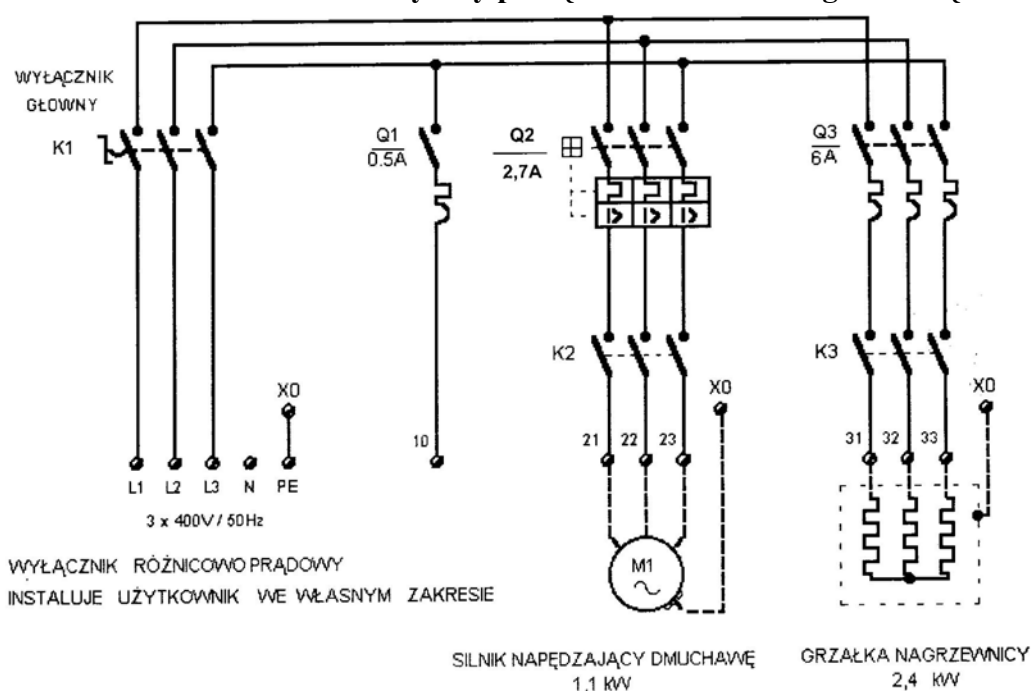 WYŁĄCZNIK
GŁOWNY
K1
Q1
0.5A
Q2
2,7A
Q3
6A
I> I> I>
K2
K3
X0
X0
X0
10
21 22 23
31 32 33
L1 L2 L3 N PE
3 x 400V / 50Hz
M1
WYŁĄCZNIK RÓŻNICOWOPRĄDOWY
INSTALUJE UŻYTKOWNIK WE WŁASNYM ZAKRESIE
SILNIK NAPĘDZAJĄCY DMUCHAWĘ
1,1 kW
GRZAŁKA NAGRZEWNICY
2,4 kW